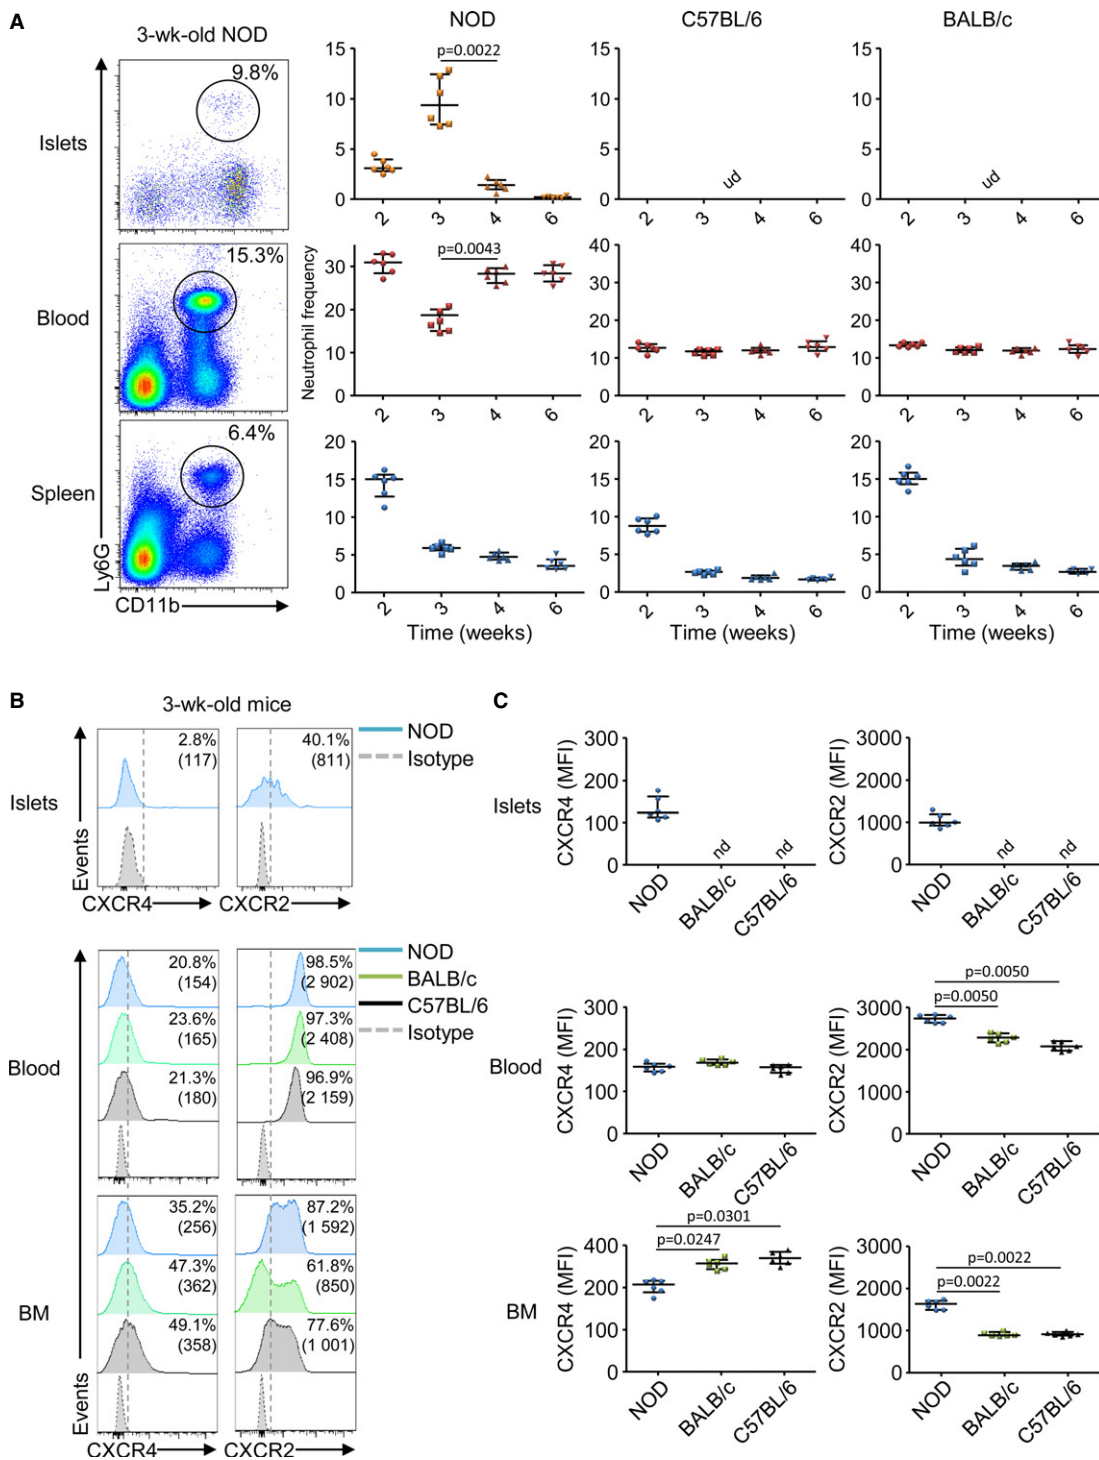 A
3-wk-old NOD
NOD
C57BL/6
BALB/c
Islets
9.8%
15
10
5
0
p=0.0022
2 3 4 6
15
10
5
0
ud
2 3 4 6
15
10
5
0
ud
2 3 4 6
Blood
15.3%
Neutrophil frequency
30
20
10
0
p=0.0043
2 3 4 6
40
30
20
10
0
2 3 4 6
40
30
20
10
0
2 3 4 6
Spleen
6.4%
Ly6G
CD11b
20
15
10
5
0
2 3 4 6
Time (weeks)
20
15
10
5
0
2 3 4 6
Time (weeks)
20
15
10
5
0
2 3 4 6
Time (weeks)
B
3-wk-old mice
NOD
Isotype
Islets
2.8%
(117)
40.1%
(811)
Events
CXCR4
CXCR2
NOD
BALB/c
C57BL/6
Isotype
Blood
20.8%
(154)
98.5%
(2 902)
23.6%
(165)
97.3%
(2 408)
21.3%
(180)
96.9%
(2 159)
BM
35.2%
(256)
87.2%
(1 592)
47.3%
(362)
61.8%
(850)
49.1%
(358)
77.6%
(1 001)
Events
CXCR4
CXCR2
C
Islets
CXCR4 (MFI)
300
200
100
0
nd
nd
NOD
BALB/c
C57BL/6
CXCR2 (MFI)
3000
2000
1000
0
nd
nd
NOD
BALB/c
C57BL/6
Blood
CXCR4 (MFI)
300
200
100
0
NOD
BALB/c
C57BL/6
CXCR2 (MFI)
3000
2000
1000
0
p=0.0050
p=0.0050
NOD
BALB/c
C57BL/6
BM
CXCR4 (MFI)
400
200
100
0
p=0.0301
p=0.0247
NOD
BALB/c
C57BL/6
CXCR2 (MFI)
3000
2000
1000
0
p=0.0022
p=0.0022
NOD
BALB/c
C57BL/6